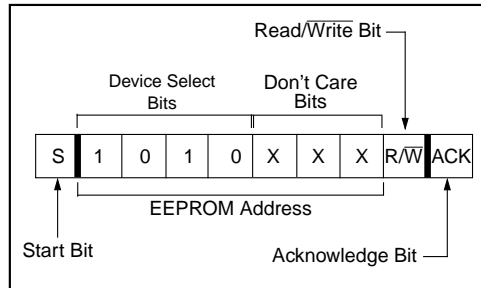 Read/Write Bit
Device Select Bits
Don't Care Bits
S 1 0 1 0 X X X R/W ACK
EEPROM Address
Start Bit
Acknowledge Bit